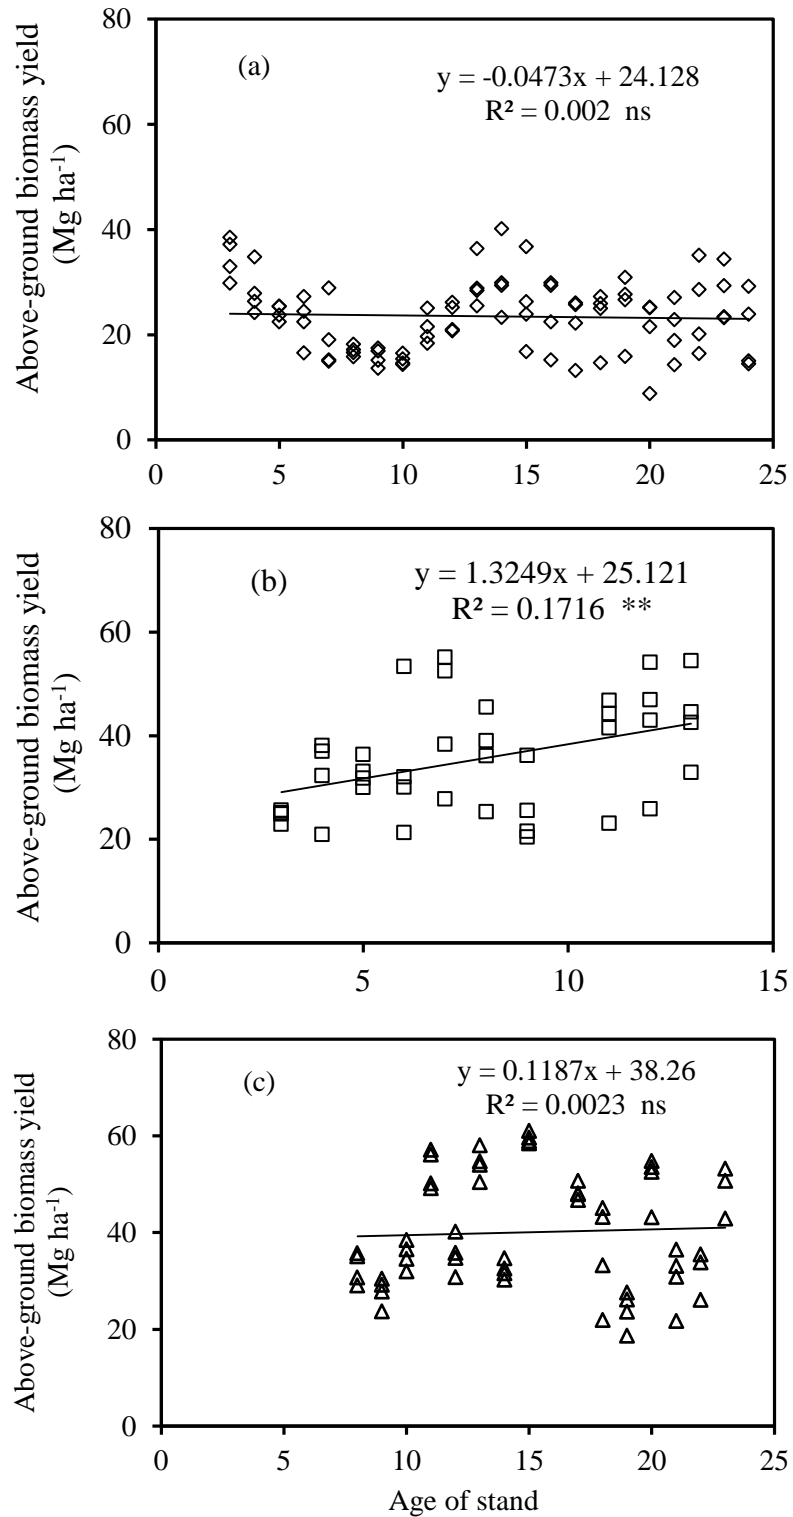 Above-ground biomass yield
(Mg ha⁻¹)
80
60
40
20
0
(a)
y = -0.0473x + 24.128
R² = 0.002 ns
0 5 10 15 20 25
Above-ground biomass yield
(Mg ha⁻¹)
80
60
40
20
0
(b)
y = 1.3249x + 25.121
R² = 0.1716 **
0 5 10 15
Above-ground biomass yield
(Mg ha⁻¹)
80
60
40
20
0
(c)
y = 0.1187x + 38.26
R² = 0.0023 ns
0 5 10 15 20 25
Age of stand